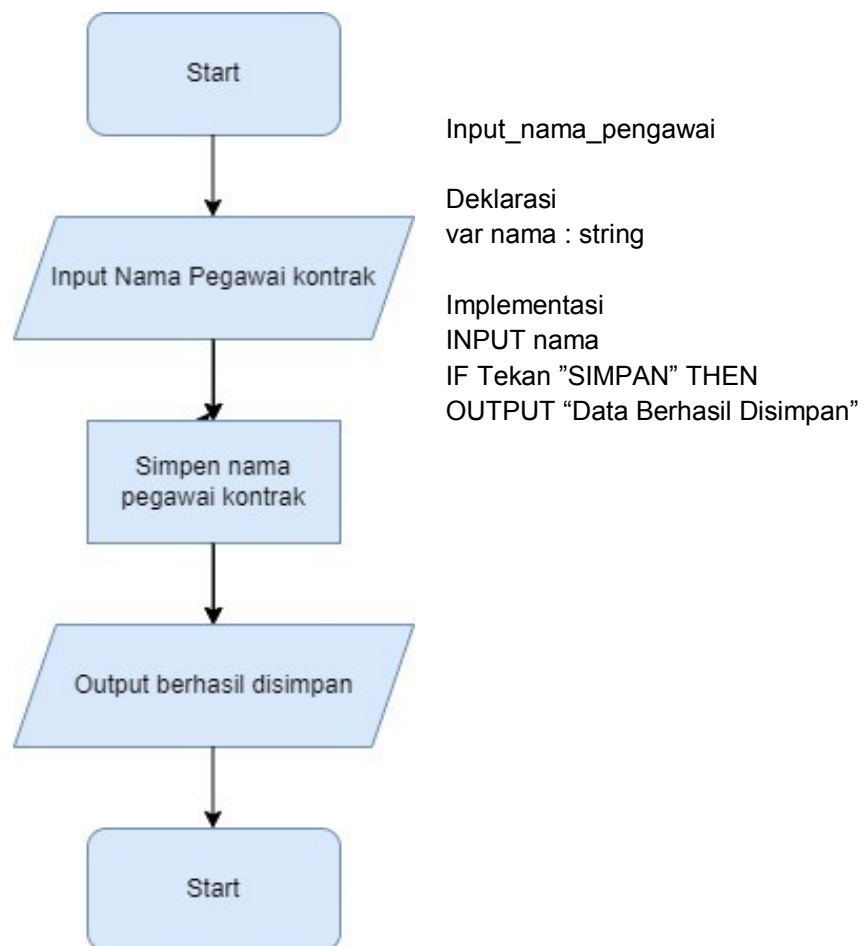 Start
Input Nama Pegawai kontrak
Simpen nama
pegawai kontrak
Output berhasil disimpan
Start
Input_nama_pengawai
Deklarasi
var nama : string
Implementasi
INPUT nama
IF Tekan ”SIMPAN” THEN
OUTPUT “Data Berhasil Disimpan”